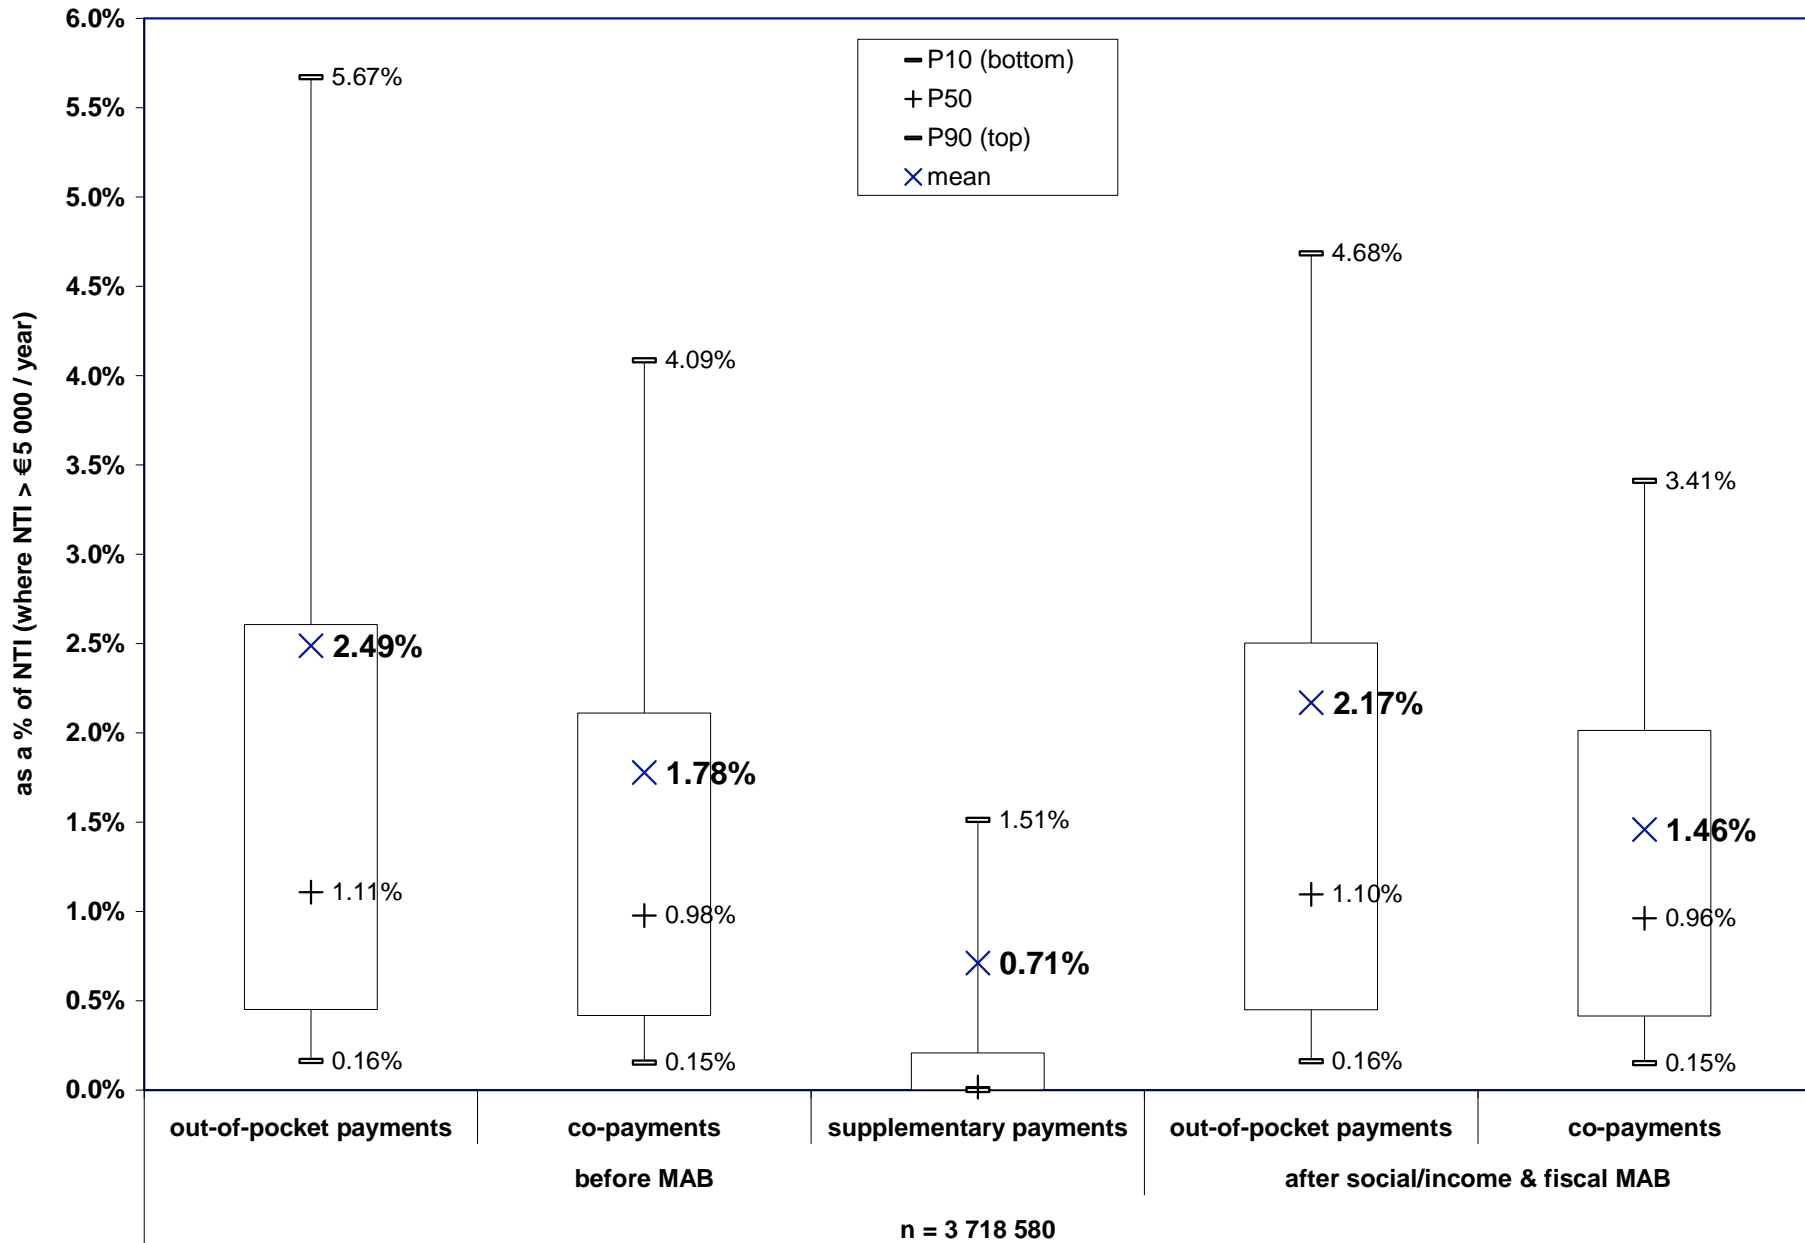 6.0%
5.5%
5.0%
4.5%
4.0%
3.5%
3.0%
2.5%
2.0%
1.5%
1.0%
0.5%
0.0%
as a % of NTI (where NTI > €5 000 / year)
P10 (bottom)
P50
P90 (top)
mean
5.67%
2.49%
1.11%
0.16%
4.09%
1.78%
0.98%
0.15%
1.51%
0.71%
4.68%
2.17%
1.10%
0.16%
3.41%
1.46%
0.96%
0.15%
out-of-pocket payments
co-payments
supplementary payments
out-of-pocket payments
co-payments
before MAB
after social/income & fiscal MAB
n = 3 718 580